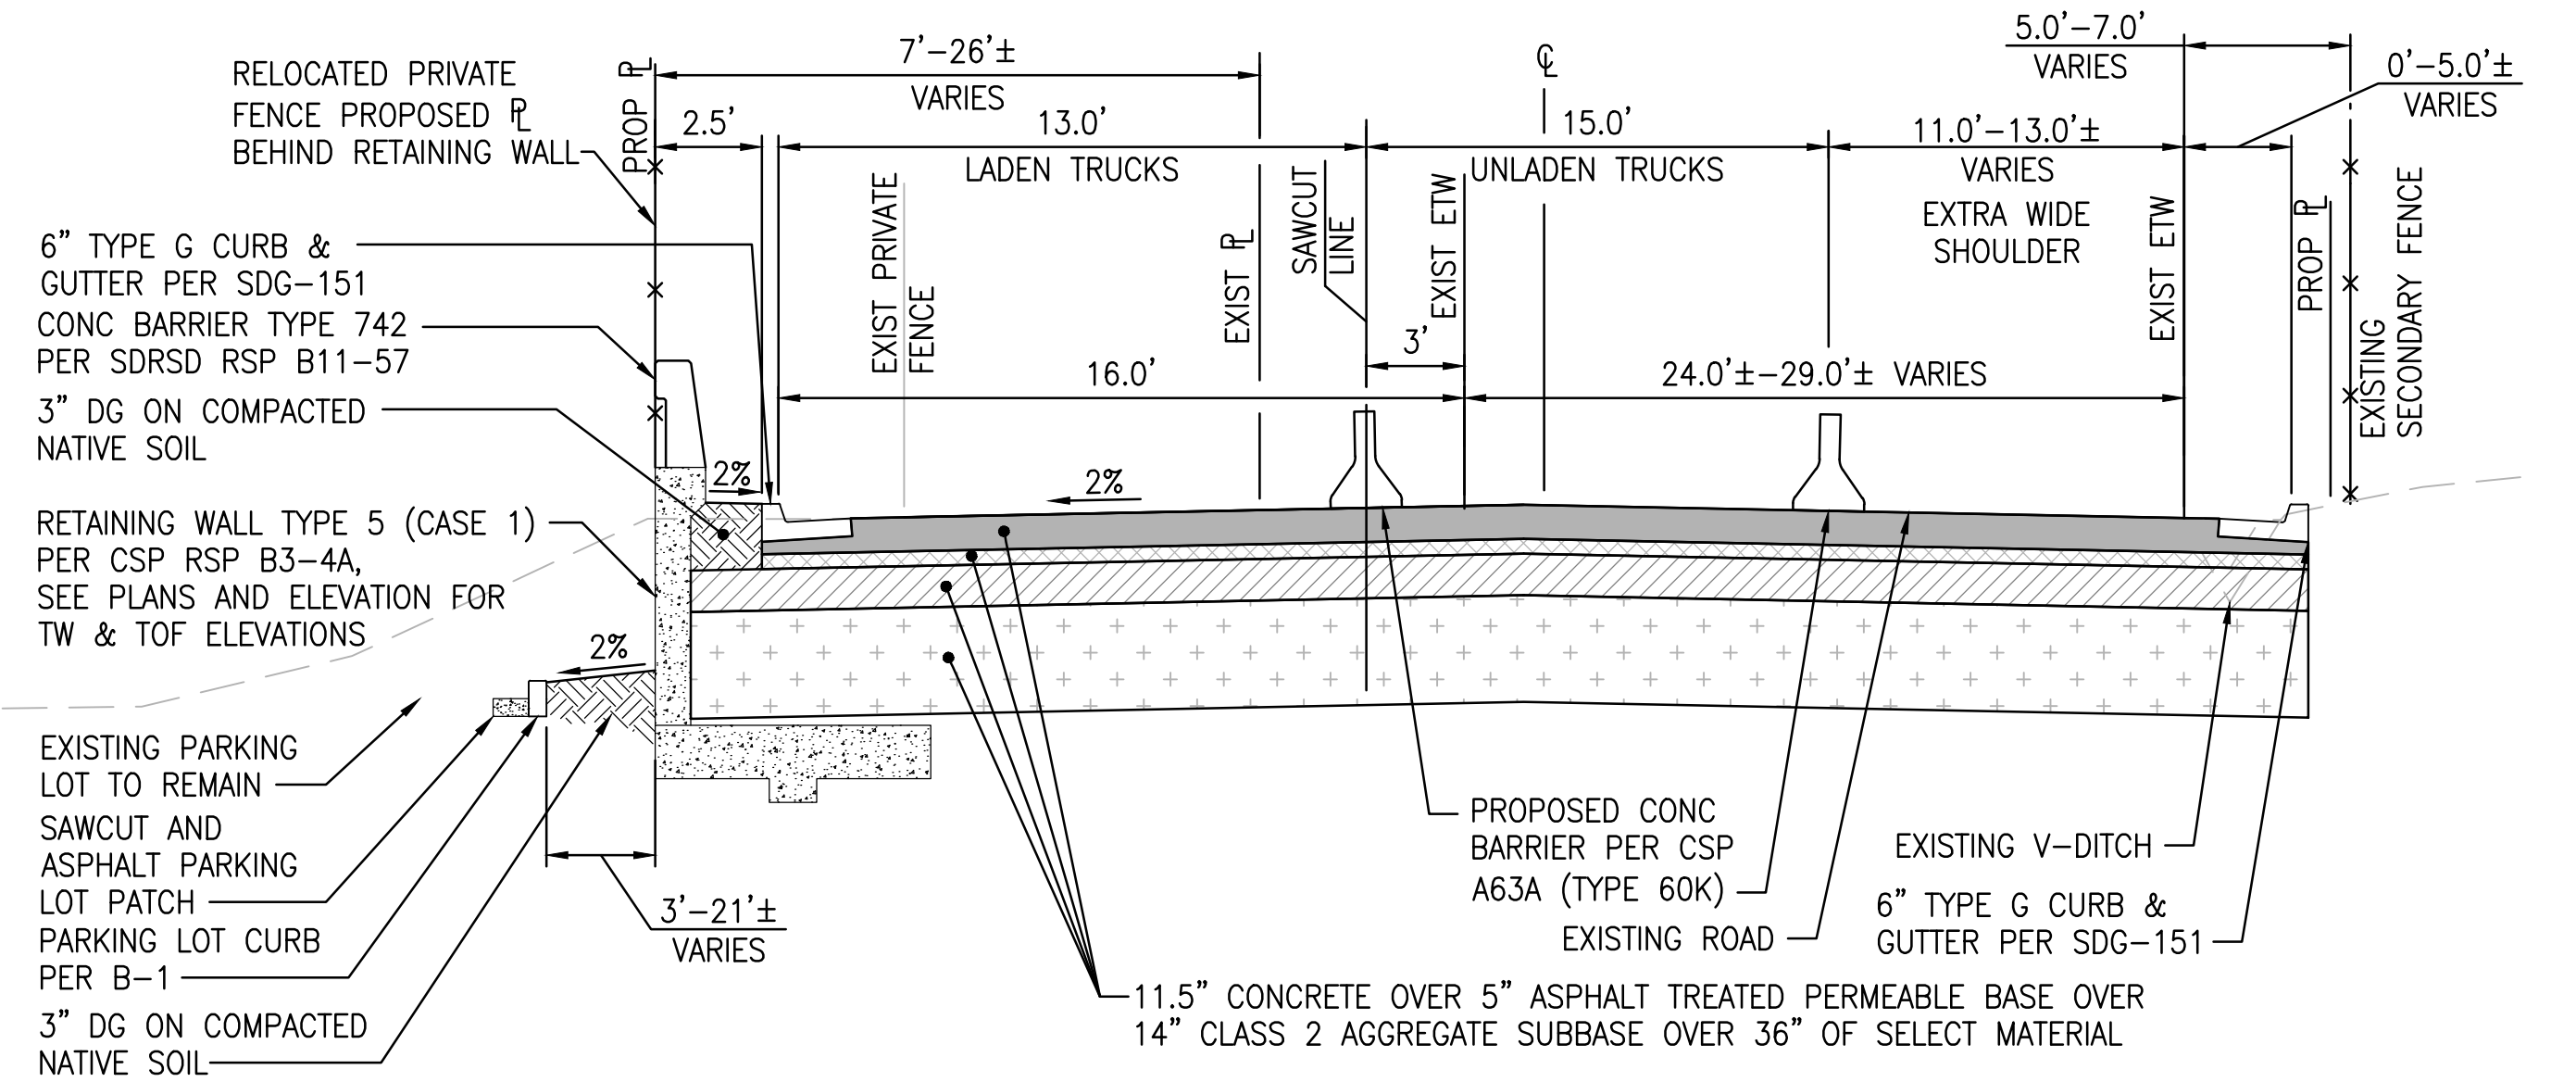 RELOCATED PRIVATE
FENCE PROPOSED PL
BEHIND RETAINING WALL
PROP PL
7'-26'±
VARIES
2.5'
13.0'
LADEN TRUCKS
CL
15.0'
UNLADEN TRUCKS
11.0'-13.0'±
VARIES
EXTRA WIDE
SHOULDER
5.0'-7.0'
VARIES
0'-5.0'±
VARIES
EXIST PRIVATE
FENCE
EXIST PL
SAWCUT
LINE
EXIST ETW
EXIST ETW
PROP PL
EXISTING
SECONDARY FENCE
3'
16.0'
24.0'±-29.0'± VARIES
6" TYPE G CURB &
GUTTER PER SDG-151
CONC BARRIER TYPE 742
PER SDRSD RSP B11-57
3" DG ON COMPACTED
NATIVE SOIL
RETAINING WALL TYPE 5 (CASE 1)
PER CSP RSP B3-4A,
SEE PLANS AND ELEVATION FOR
TW & TOF ELEVATIONS
2%
2%
2%
EXISTING PARKING
LOT TO REMAIN
SAWCUT AND
ASPHALT PARKING
LOT PATCH
PARKING LOT CURB
PER B-1
3" DG ON COMPACTED
NATIVE SOIL
3'-21'±
VARIES
PROPOSED CONC
BARRIER PER CSP
A63A (TYPE 60K)
EXISTING ROAD
EXISTING V-DITCH
6" TYPE G CURB &
GUTTER PER SDG-151
11.5" CONCRETE OVER 5" ASPHALT TREATED PERMEABLE BASE OVER
14" CLASS 2 AGGREGATE SUBBASE OVER 36" OF SELECT MATERIAL